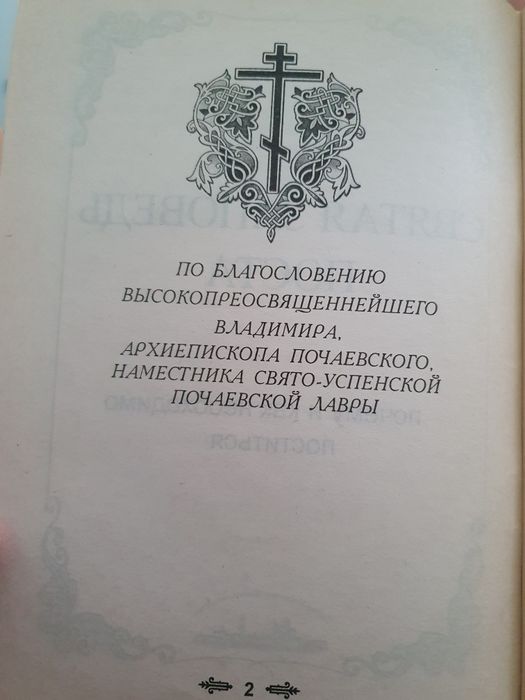 ПО БЛАГОСЛОВЕНИЮ
ВЫСОКОПРЕОСВЯЩЕННЕЙШЕГО
ВЛАДИМИРА,
АРХИЕПИСКОПА ПОЧАЕВСКОГО,
НАМЕСТНИКА СВЯТО-УСПЕНСКОЙ
ПОЧАЕВСКОЙ ЛАВРЫ
2